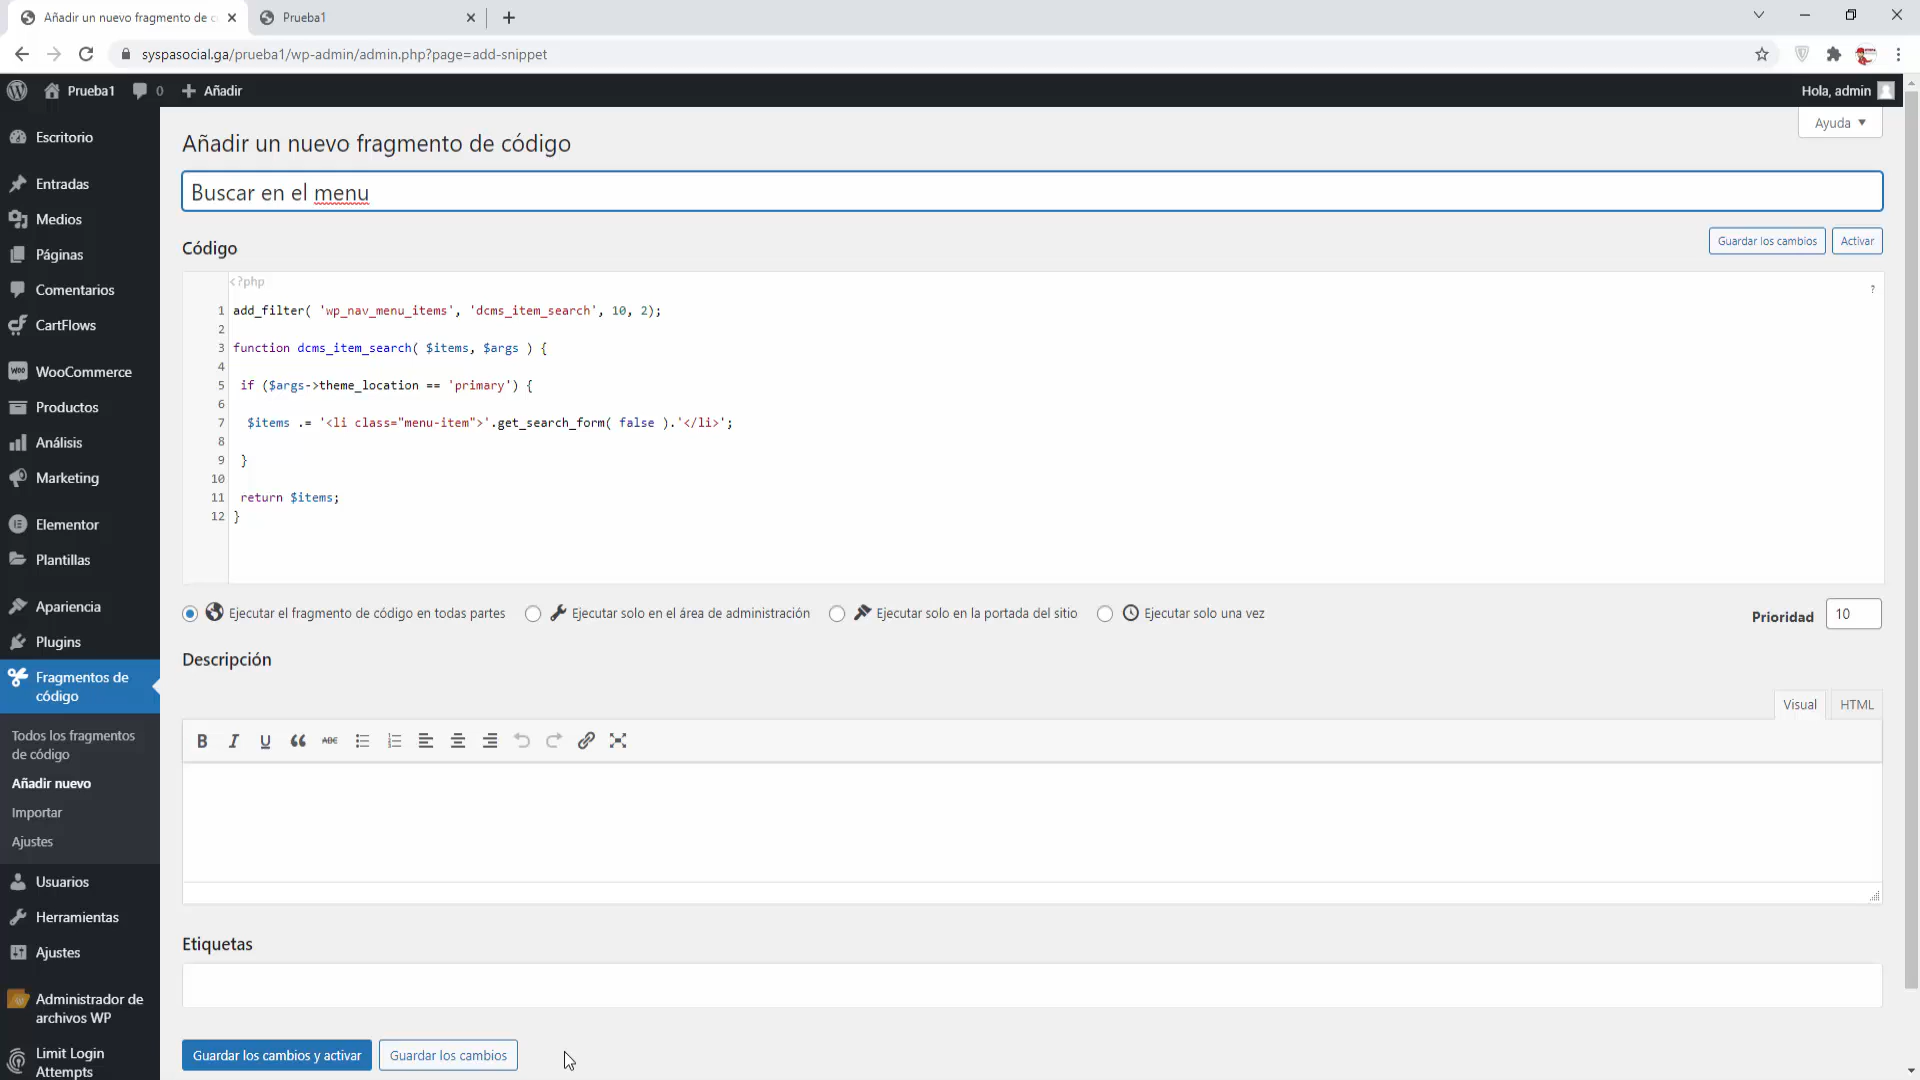 Añadir un nuevo fragmento de c
Prueba1
syspasocial.ga/prueba1/wp-admin/admin.php?page=add-snippet
Prueba1
0
Añadir
Hola, admin
Escritorio
Entradas
Medios
Páginas
Comentarios
CartFlows
WooCommerce
Productos
Análisis
Marketing
Elementor
Plantillas
Apariencia
Plugins
Fragmentos de
código
Todos los fragmentos
de código
Añadir nuevo
Importar
Ajustes
Usuarios
Herramientas
Ajustes
Administrador de
archivos WP
Limit Login
Attempts
Ayuda
Añadir un nuevo fragmento de código
Buscar en el menu
Código
Guardar los cambios
Activar
<?php
?
1 add_filter( 'wp_nav_menu_items', 'dcms_item_search', 10, 2);
2
3 function dcms_item_search( $items, $args ) {
4
5 if ($args->theme_location == 'primary') {
6
7 $items .= '<li class="menu-item">'.get_search_form( false ).'</li>';
8
9 }
10
11 return $items;
12 }
Ejecutar el fragmento de código en todas partes
Ejecutar solo en el área de administración
Ejecutar solo en la portada del sitio
Ejecutar solo una vez
Prioridad
10
Descripción
Visual
HTML
B I U ABC
Etiquetas
Guardar los cambios y activar
Guardar los cambios